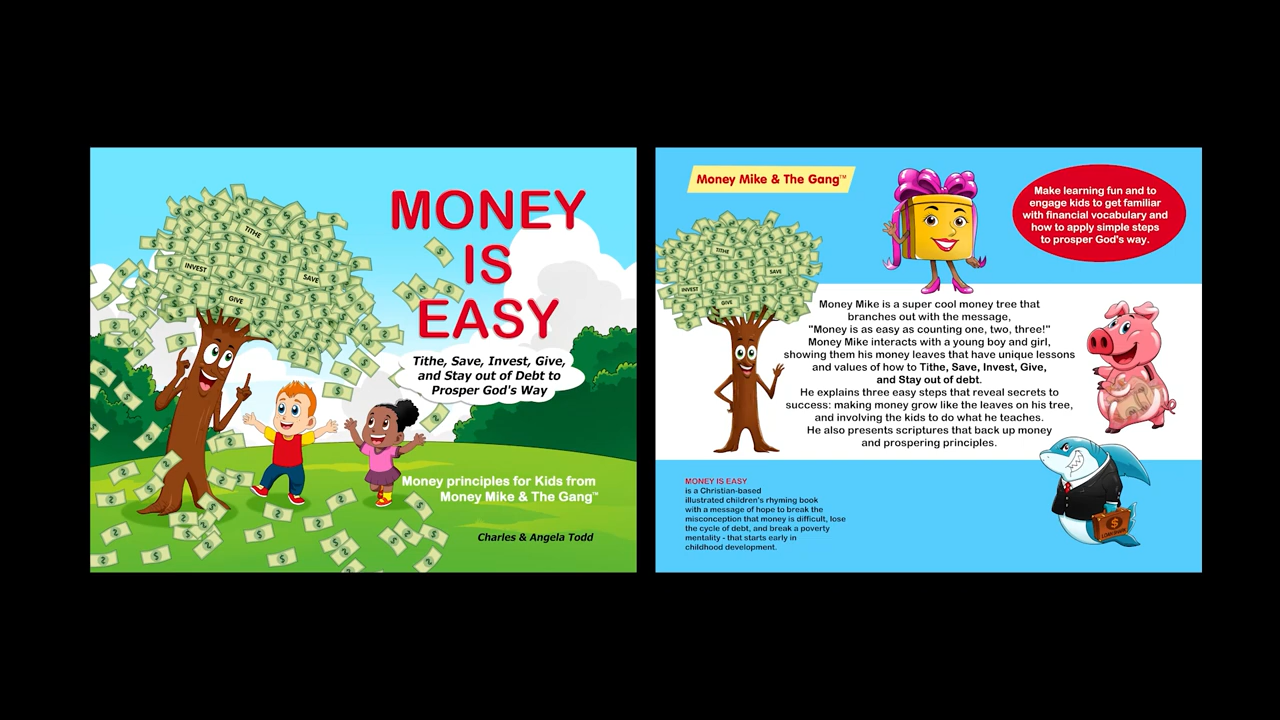 MONEY
IS
EASY
TITHE
INVEST
SAVE
GIVE
Tithe, Save, Invest, Give,
and Stay out of Debt to
Prosper God's Way
Money principles for Kids from
Money Mike & The Gang™
Charles & Angela Todd
Money Mike & The Gang™
Make learning fun and to
engage kids to get familiar
with financial vocabulary and
how to apply simple steps
to prosper God's way.
TITHE
SAVE
INVEST
GIVE
Money Mike is a super cool money tree that
branches out with the message,
"Money is as easy as counting one, two, three!"
Money Mike interacts with a young boy and girl,
showing them his money leaves that have unique lessons
and values of how to Tithe, Save, Invest, Give,
and Stay out of debt.
He explains three easy steps that reveal secrets to
success: making money grow like the leaves on his tree,
and involving the kids to do what he teaches.
He also presents scriptures that back up money
and prospering principles.
MONEY IS EASY
is a Christian-based
illustrated children's rhyming book
with a message of hope to break the
misconception that money is difficult, lose
the cycle of debt, and break a poverty
mentality - that starts early in
childhood development.